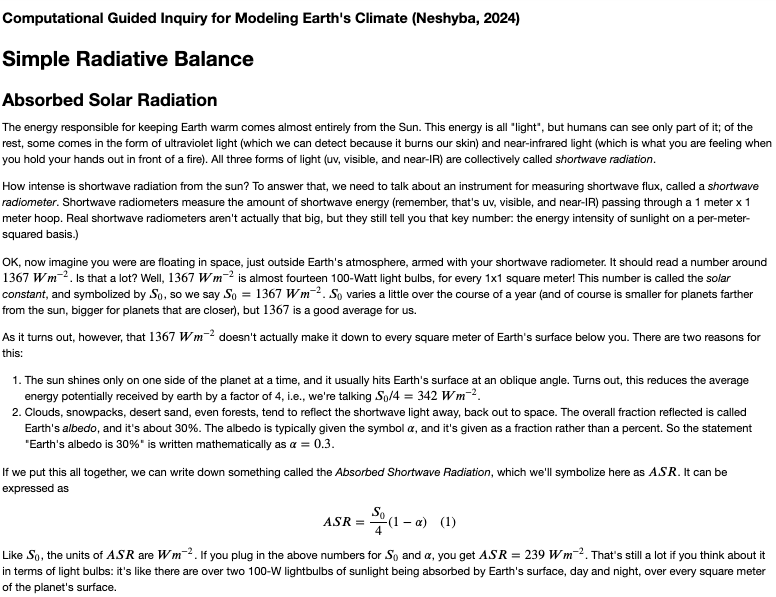 Computational Guided Inquiry for Modeling Earth's Climate (Neshyba, 2024)
Simple Radiative Balance
Absorbed Solar Radiation
The energy responsible for keeping Earth warm comes almost entirely from the Sun. This energy is all "light", but humans can see only part of it; of the
rest, some comes in the form of ultraviolet light (which we can detect because it burns our skin) and near-infrared light (which is what you are feeling when
you hold your hands out in front of a fire). All three forms of light (uv, visible, and near-IR) are collectively called shortwave radiation.
How intense is shortwave radiation from the sun? To answer that, we need to talk about an instrument for measuring shortwave flux, called a shortwave
radiometer. Shortwave radiometers measure the amount of shortwave energy (remember, that's uv, visible, and near-IR) passing through a 1 meter x 1
meter hoop. Real shortwave radiometers aren't actually that big, but they still tell you that key number: the energy intensity of sunlight on a per-meter-
squared basis.)
OK, now imagine you were are floating in space, just outside Earth's atmosphere, armed with your shortwave radiometer. It should read a number around
1367 Wm⁻². Is that a lot? Well, 1367 Wm⁻² is almost fourteen 100-Watt light bulbs, for every 1x1 square meter! This number is called the solar
constant, and symbolized by S₀, so we say S₀ = 1367 Wm⁻². S₀ varies a little over the course of a year (and of course is smaller for planets farther
from the sun, bigger for planets that are closer), but 1367 is a good average for us.
As it turns out, however, that 1367 Wm⁻² doesn't actually make it down to every square meter of Earth's surface below you. There are two reasons for
this:
1. The sun shines only on one side of the planet at a time, and it usually hits Earth's surface at an oblique angle. Turns out, this reduces the average
energy potentially received by earth by a factor of 4, i.e., we're talking S₀/4 = 342 Wm⁻².
2. Clouds, snowpacks, desert sand, even forests, tend to reflect the shortwave light away, back out to space. The overall fraction reflected is called
Earth's albedo, and it's about 30%. The albedo is typically given the symbol α, and it's given as a fraction rather than a percent. So the statement
"Earth's albedo is 30%" is written mathematically as α = 0.3.
If we put this all together, we can write down something called the Absorbed Shortwave Radiation, which we'll symbolize here as ASR. It can be
expressed as
ASR = S₀/4 (1 − α) (1)
Like S₀, the units of ASR are Wm⁻². If you plug in the above numbers for S₀ and α, you get ASR = 239 Wm⁻². That's still a lot if you think about it
in terms of light bulbs: it's like there are over two 100-W lightbulbs of sunlight being absorbed by Earth's surface, day and night, over every square meter
of the planet's surface.